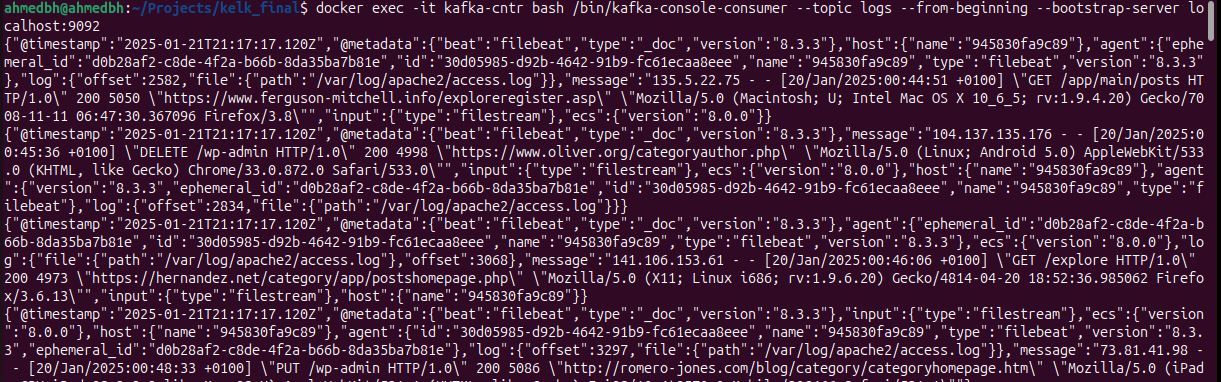 ahmedbh@ahmedbh:~/Projects/kelk_final$ docker exec -it kafka-cntr bash /bin/kafka-console-consumer --topic logs --from-beginning --bootstrap-server lo
calhost:9092
{"@timestamp":"2025-01-21T21:17:17.120Z","@metadata":{"beat":"filebeat","type":"_doc","version":"8.3.3"},"host":{"name":"945830fa9c89"},"agent":{"ephe
meral_id":"d0b28af2-c8de-4f2a-b66b-8da35ba7b81e","id":"30d05985-d92b-4642-91b9-fc61ecaa8eee","name":"945830fa9c89","type":"filebeat","version":"8.3.3"
},"log":{"offset":2582,"file":{"path":"/var/log/apache2/access.log"}},"message":"135.5.22.75 - - [20/Jan/2025:00:44:51 +0100] \"GET /app/main/posts HT
TP/1.0\" 200 5050 \"https://www.ferguson-mitchell.info/exploreregister.asp\" \"Mozilla/5.0 (Macintosh; U; Intel Mac OS X 10_6_5; rv:1.9.4.20) Gecko/70
08-11-11 06:47:30.367096 Firefox/3.8\"","input":{"type":"filestream"},"ecs":{"version":"8.0.0"}}
{"@timestamp":"2025-01-21T21:17:17.120Z","@metadata":{"beat":"filebeat","type":"_doc","version":"8.3.3"},"message":"104.137.135.176 - - [20/Jan/2025:0
0:45:36 +0100] \"DELETE /wp-admin HTTP/1.0\" 200 4998 \"https://www.oliver.org/categoryauthor.php\" \"Mozilla/5.0 (Linux; Android 5.0) AppleWebKit/533
.0 (KHTML, like Gecko) Chrome/33.0.872.0 Safari/533.0\"","input":{"type":"filestream"},"ecs":{"version":"8.0.0"},"host":{"name":"945830fa9c89"},"agent
":{"version":"8.3.3","ephemeral_id":"d0b28af2-c8de-4f2a-b66b-8da35ba7b81e","id":"30d05985-d92b-4642-91b9-fc61ecaa8eee","name":"945830fa9c89","type":"f
ilebeat"},"log":{"offset":2834,"file":{"path":"/var/log/apache2/access.log"}}}
{"@timestamp":"2025-01-21T21:17:17.120Z","@metadata":{"beat":"filebeat","type":"_doc","version":"8.3.3"},"agent":{"ephemeral_id":"d0b28af2-c8de-4f2a-b
66b-8da35ba7b81e","id":"30d05985-d92b-4642-91b9-fc61ecaa8eee","name":"945830fa9c89","type":"filebeat","version":"8.3.3"},"ecs":{"version":"8.0.0"},"lo
g":{"file":{"path":"/var/log/apache2/access.log"},"offset":3068},"message":"141.106.153.61 - - [20/Jan/2025:00:46:06 +0100] \"GET /explore HTTP/1.0\"
200 4973 \"https://hernandez.net/category/app/postshomepage.php\" \"Mozilla/5.0 (X11; Linux i686; rv:1.9.6.20) Gecko/4814-04-20 18:52:36.985062 Firefo
x/3.6.13\"","input":{"type":"filestream"},"host":{"name":"945830fa9c89"}}
{"@timestamp":"2025-01-21T21:17:17.120Z","@metadata":{"beat":"filebeat","type":"_doc","version":"8.3.3"},"input":{"type":"filestream"},"ecs":{"version
":"8.0.0"},"host":{"name":"945830fa9c89"},"agent":{"id":"30d05985-d92b-4642-91b9-fc61ecaa8eee","name":"945830fa9c89","type":"filebeat","version":"8.3.
3","ephemeral_id":"d0b28af2-c8de-4f2a-b66b-8da35ba7b81e"},"log":{"offset":3297,"file":{"path":"/var/log/apache2/access.log"}},"message":"73.81.41.98 -
- [20/Jan/2025:00:48:33 +0100] \"PUT /wp-admin HTTP/1.0\" 200 5086 \"http://romero-jones.com/blog/category/categoryhomepage.htm\" \"Mozilla/5.0 (iPad